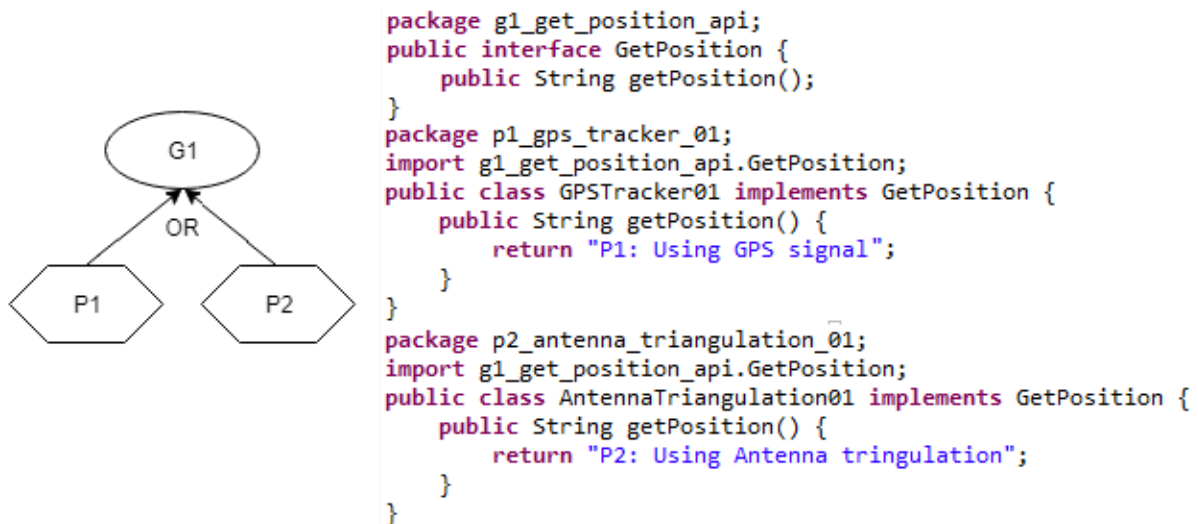 G1
OR
P1
P2
package g1_get_position_api;
public interface GetPosition {
    public String getPosition();
}
package p1_gps_tracker_01;
import g1_get_position_api.GetPosition;
public class GPSTracker01 implements GetPosition {
    public String getPosition() {
        return "P1: Using GPS signal";
    }
}
package p2_antenna_triangulation_01;
import g1_get_position_api.GetPosition;
public class AntennaTriangulation01 implements GetPosition {
    public String getPosition() {
        return "P2: Using Antenna tringulation";
    }
}